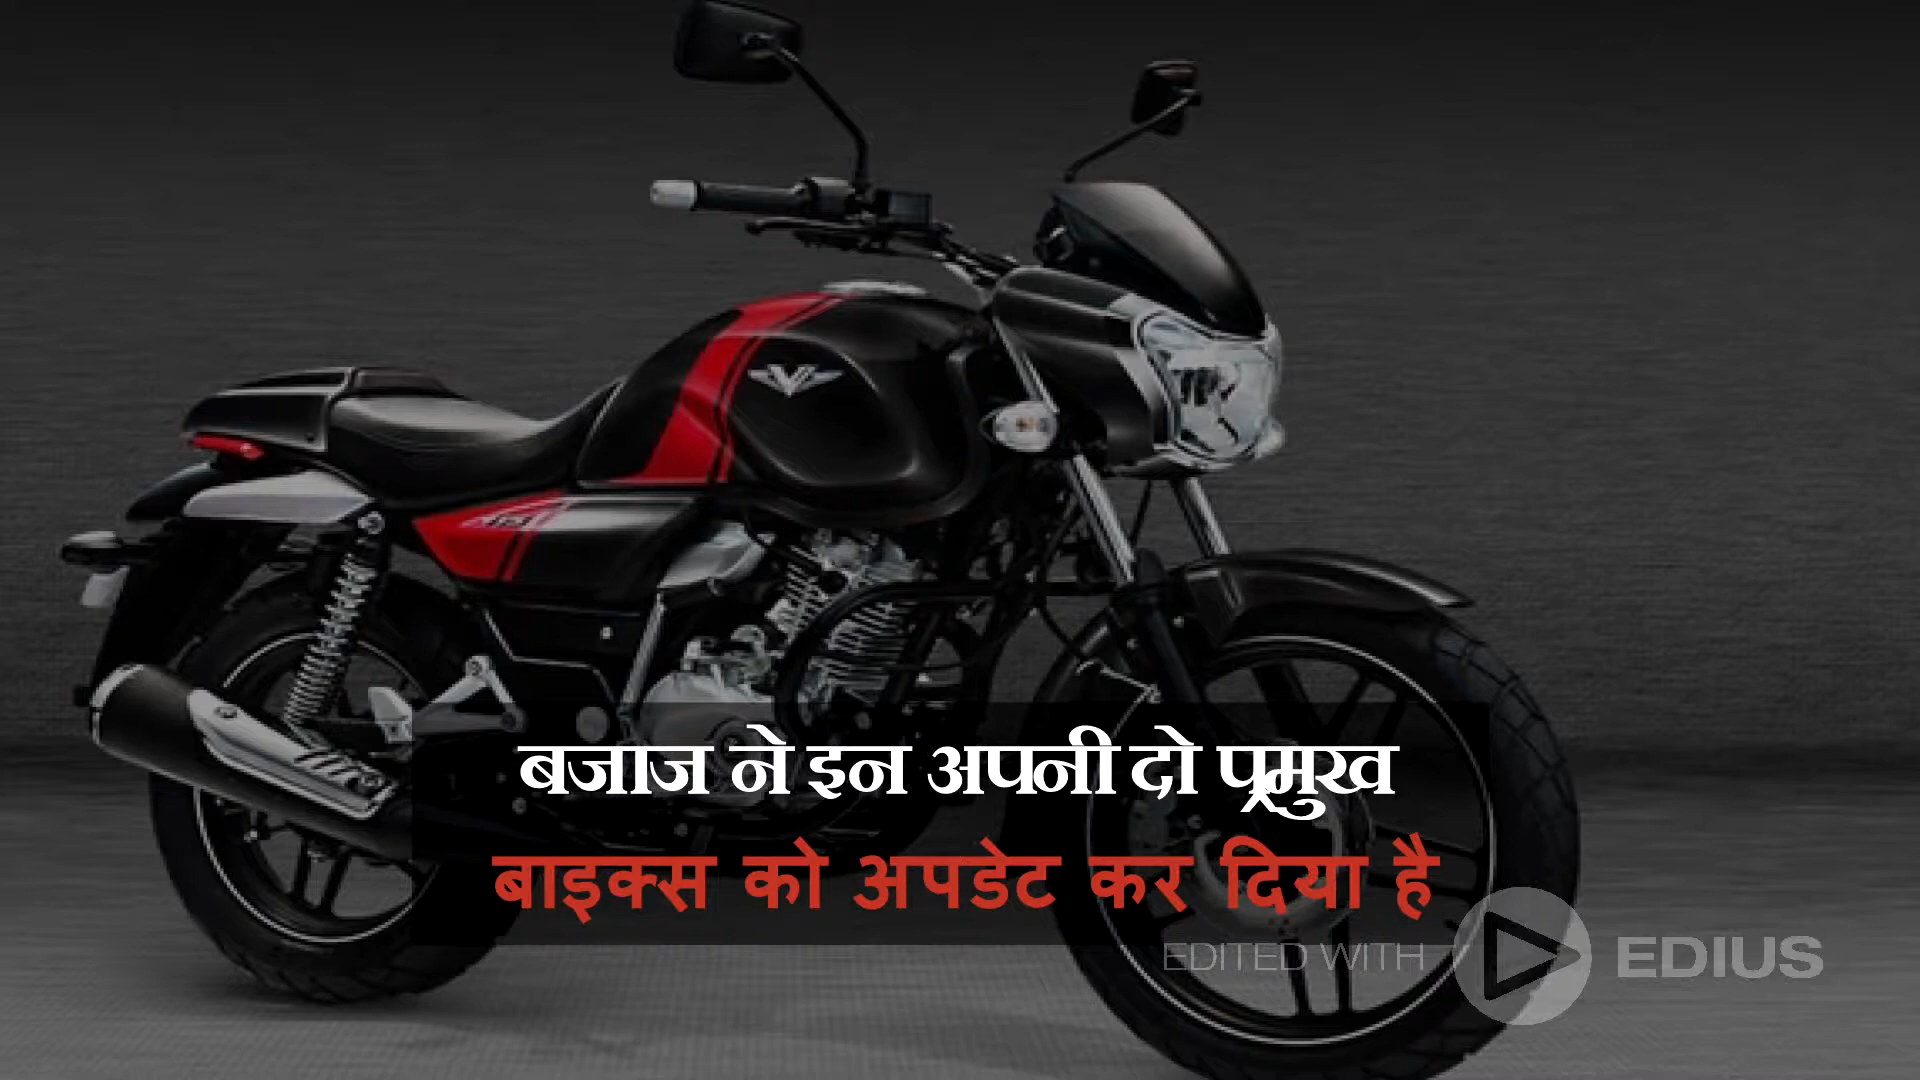 बजाज ने इन अपनी दो प्रमुख
बाइक्स को अपडेट कर दिया है
EDITED WITH EDIUS